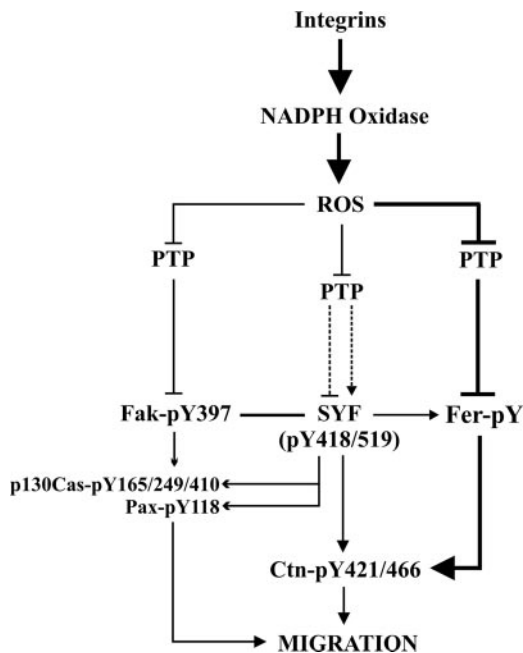 Integrins
NADPH Oxidase
ROS
PTP
PTP
PTP
Fak-pY397
SYF
Fer-pY
(pY418/519)
p130Cas-pY165/249/410
Pax-pY118
Ctn-pY421/466
MIGRATION